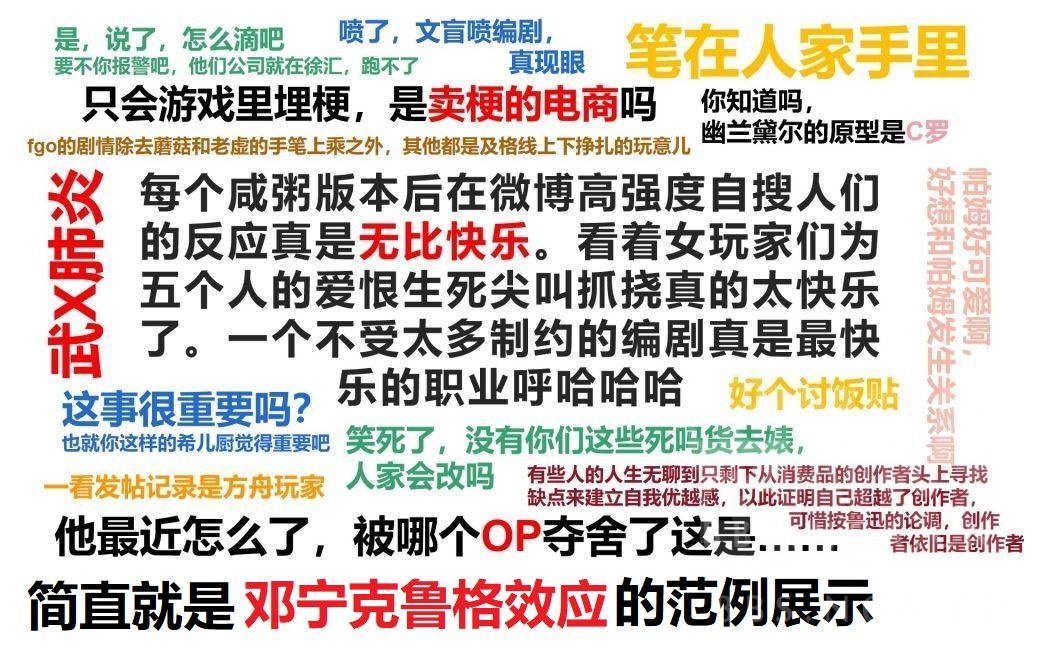 是，说了，怎么滴吧
要不你报警吧，他们公司就在徐汇，跑不了
喷了，文盲喷编剧，
真现眼
笔在人家手里
只会游戏里埋梗，是卖梗的电商吗
你知道吗，
幽兰黛尔的原型是C罗
fgo的剧情除去蘑菇和老虚的手笔上乘之外，其他都是及格线上下挣扎的玩意儿
武X肺炎
每个咸粥版本后在微博高强度自搜人们
的反应真是无比快乐。看着女玩家们为
五个人的爱恨生死尖叫抓挠真的太快乐
了。一个不受太多制约的编剧真是最快
乐的职业呼哈哈哈
帕姆好可爱啊，
好想和帕姆发生关系啊
好个讨饭贴
这事很重要吗？
也就你这样的希儿厨觉得重要吧
笑死了，没有你们这些死吗货去婊，
人家会改吗
一看发帖记录是方舟玩家
有些人的人生无聊到只剩下从消费品的创作者头上寻找
缺点来建立自我优越感，以此证明自己超越了创作者，
可惜按鲁迅的论调，创作
者依旧是创作者
他最近怎么了，被哪个OP夺舍了这是……
简直就是邓宁克鲁格效应的范例展示